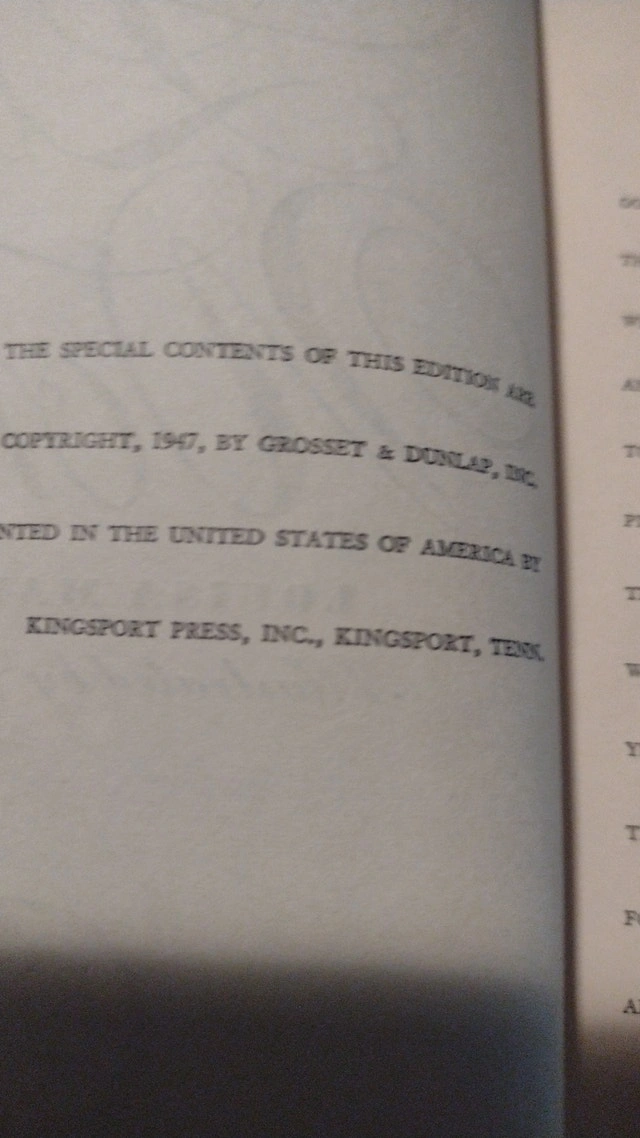 THE SPECIAL CONTENTS OF THIS EDITION ARE
COPYRIGHT, 1947, BY GROSSET & DUNLAP, INC.
NTED IN THE UNITED STATES OF AMERICA BY
KINGSPORT PRESS, INC., KINGSPORT, TENN.